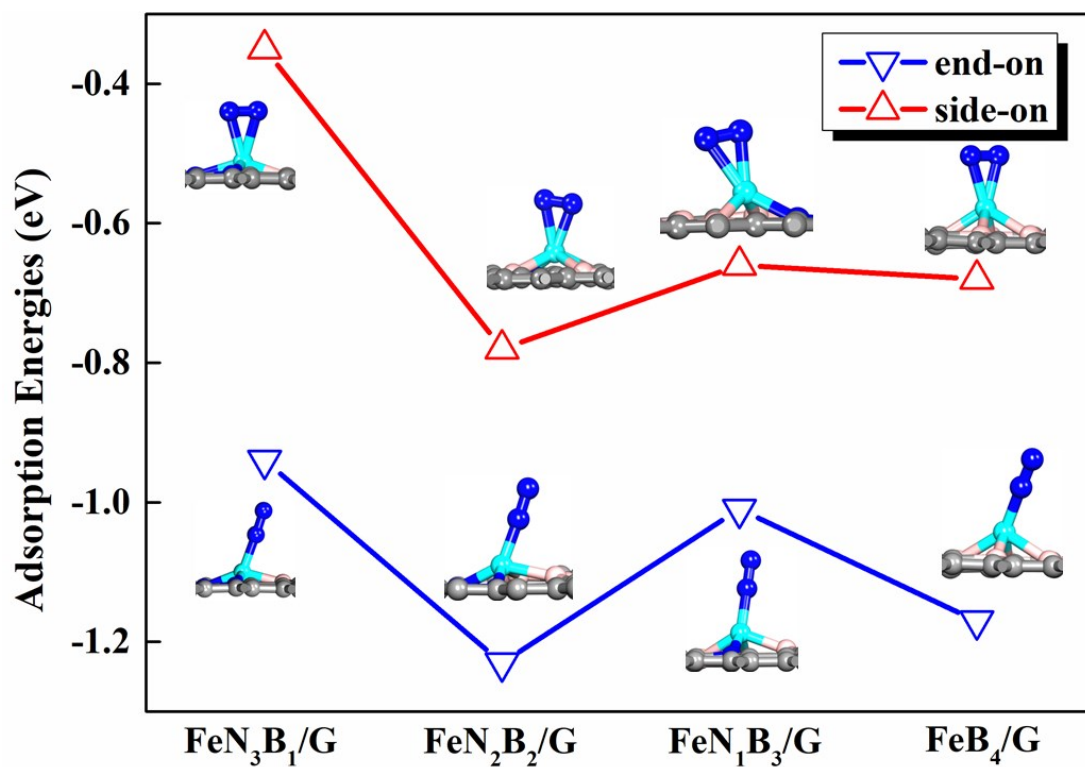 end-on
side-on
Adsorption Energies (eV)
-0.4
-0.6
-0.8
-1.0
-1.2
FeN₃B₁/G FeN₂B₂/G FeN₁B₃/G FeB₄/G